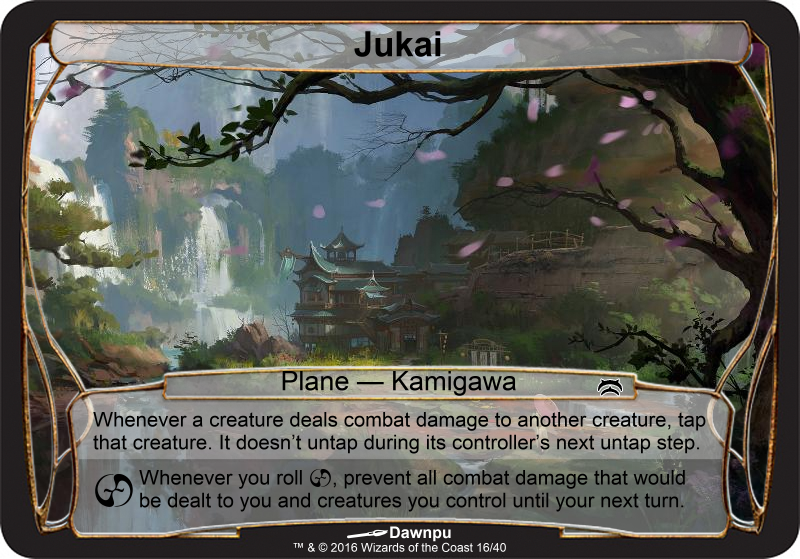 Jukai
Plane — Kamigawa
Whenever a creature deals combat damage to another creature, tap
that creature. It doesn’t untap during its controller’s next untap step.
Whenever you roll , prevent all combat damage that would
be dealt to you and creatures you control until your next turn.
Dawnpu
™ & © 2016 Wizards of the Coast 16/40